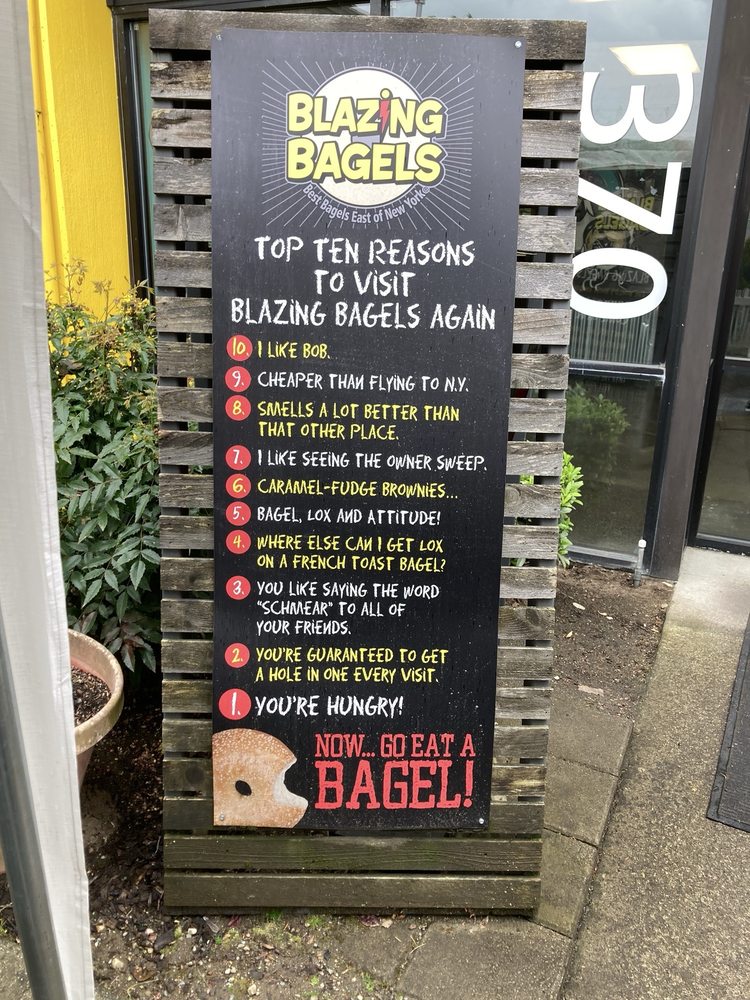 BLAZING
BAGELS
Best Bagels East of New York®
TOP TEN REASONS
TO VISIT
BLAZING BAGELS AGAIN
10. I LIKE BOB.
9. CHEAPER THAN FLYING TO N.Y.
8. SMELLS A LOT BETTER THAN
THAT OTHER PLACE.
7. I LIKE SEEING THE OWNER SWEEP.
6. CARAMEL-FUDGE BROWNIES...
5. BAGEL, LOX AND ATTITUDE!
4. WHERE ELSE CAN I GET LOX
ON A FRENCH TOAST BAGEL?
3. YOU LIKE SAYING THE WORD
"SCHMEAR" TO ALL OF
YOUR FRIENDS.
2. YOU'RE GUARANTEED TO GET
A HOLE IN ONE EVERY VISIT.
1. YOU'RE HUNGRY!
NOW... GO EAT A
BAGEL!
370